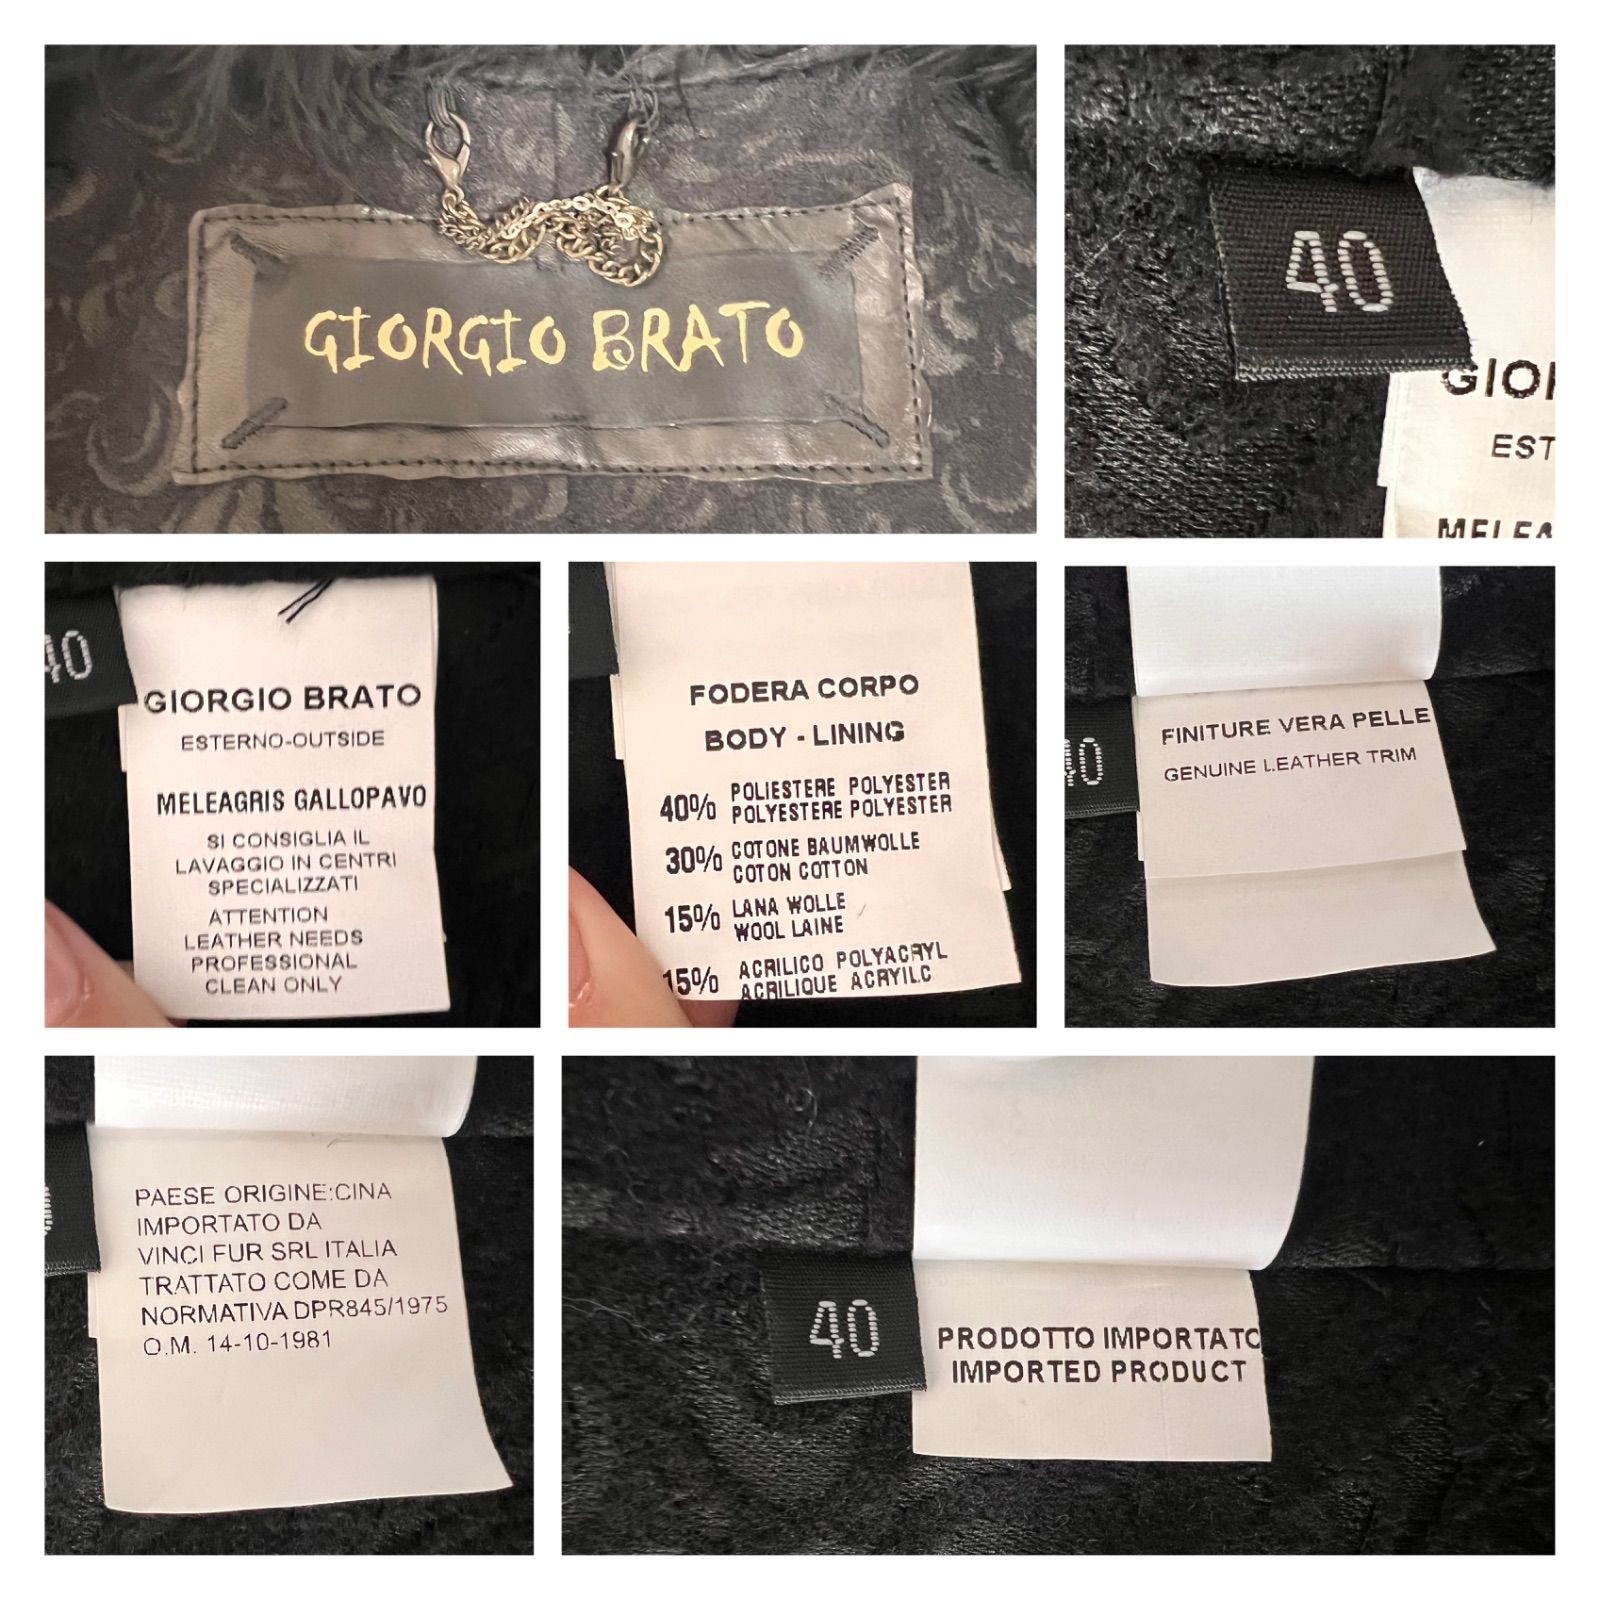 GIORGIO BRATO
40
EST
40
GIORGIO BRATO
ESTERNO-OUTSIDE
MELEAGRIS GALLOPAVO
SI CONSIGLIA IL
LAVAGGIO IN CENTRI
SPECIALIZZATI
ATTENTION
LEATHER NEEDS
PROFESSIONAL
CLEAN ONLY
FODERA CORPO
BODY - LINING
40% POLIESTERE POLYESTER
POLYESTERE POLYESTER
30% COTONE BAUMWOLLE
COTON COTTON
15% LANA WOLLE
WOOL LAINE
15% ACRILICO POLYACRYL
ACRILIQUE ACRYILC
40
FINITURE VERA PELLE
GENUINE LEATHER TRIM
PAESE ORIGINE:CINA
IMPORTATO DA
VINCI FUR SRL ITALIA
TRATTATO COME DA
NORMATIVA DPR845/1975
O.M. 14-10-1981
40
PRODOTTO IMPORTATO
IMPORTED PRODUCT